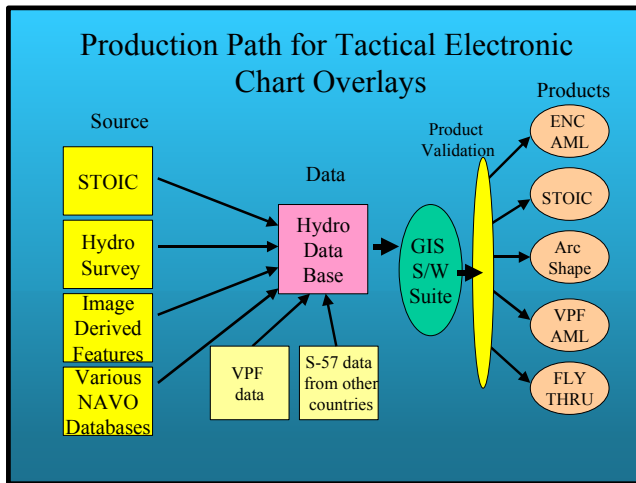 Production Path for Tactical Electronic
Chart Overlays
Source
STOIC
Hydro
Survey
Image
Derived
Features
Various
NAVO
Databases
Data
Hydro
Data
Base
VPF
data
S-57 data
from other
countries
GIS
S/W
Suite
Product
Validation
Products
ENC
AML
STOIC
Arc
Shape
VPF
AML
FLY
THRU